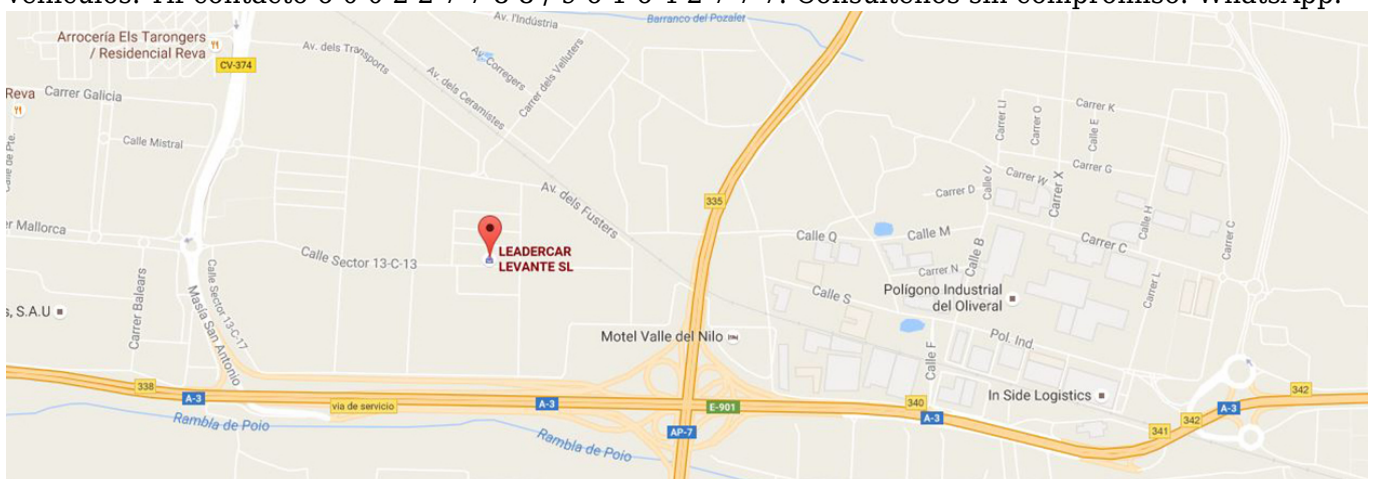 Av. l'Indústria
Barranco del Pozalet
Arrocería Els Tarongers
/ Residencial Reva
CV-374
Av. dels Transports
Av. Corregers
Carrer dels Velluters
Av. dels Ceramistes
Reva
Carrer Galicia
Calle Mistral
Calle de Pte.
Carrer LI
Carrer O
Carrer K
Calle E
Carrer G
Calle U
Carrer W
Carrer X
Carrer D
Av. dels Fusters
335
Calle H
Carrer C
er Mallorca
Calle Sector 13-C-13
LEADERCAR
LEVANTE SL
Calle Q
Calle M
Calle B
Carrer C
Carrer N
Carrer L
Calle S
Polígono Industrial
del Oliveral
s, S.A.U
Carrer Balears
Calle Sector 13-C-17
Masía San Antonio
Motel Valle del Nilo
Pol. Ind.
Calle F
In Side Logistics
338
A-3
via de servicio
A-3
E-901
340
A-3
342
A-3
342
341
AP-7
Rambla de Poio
Rambla de Poio